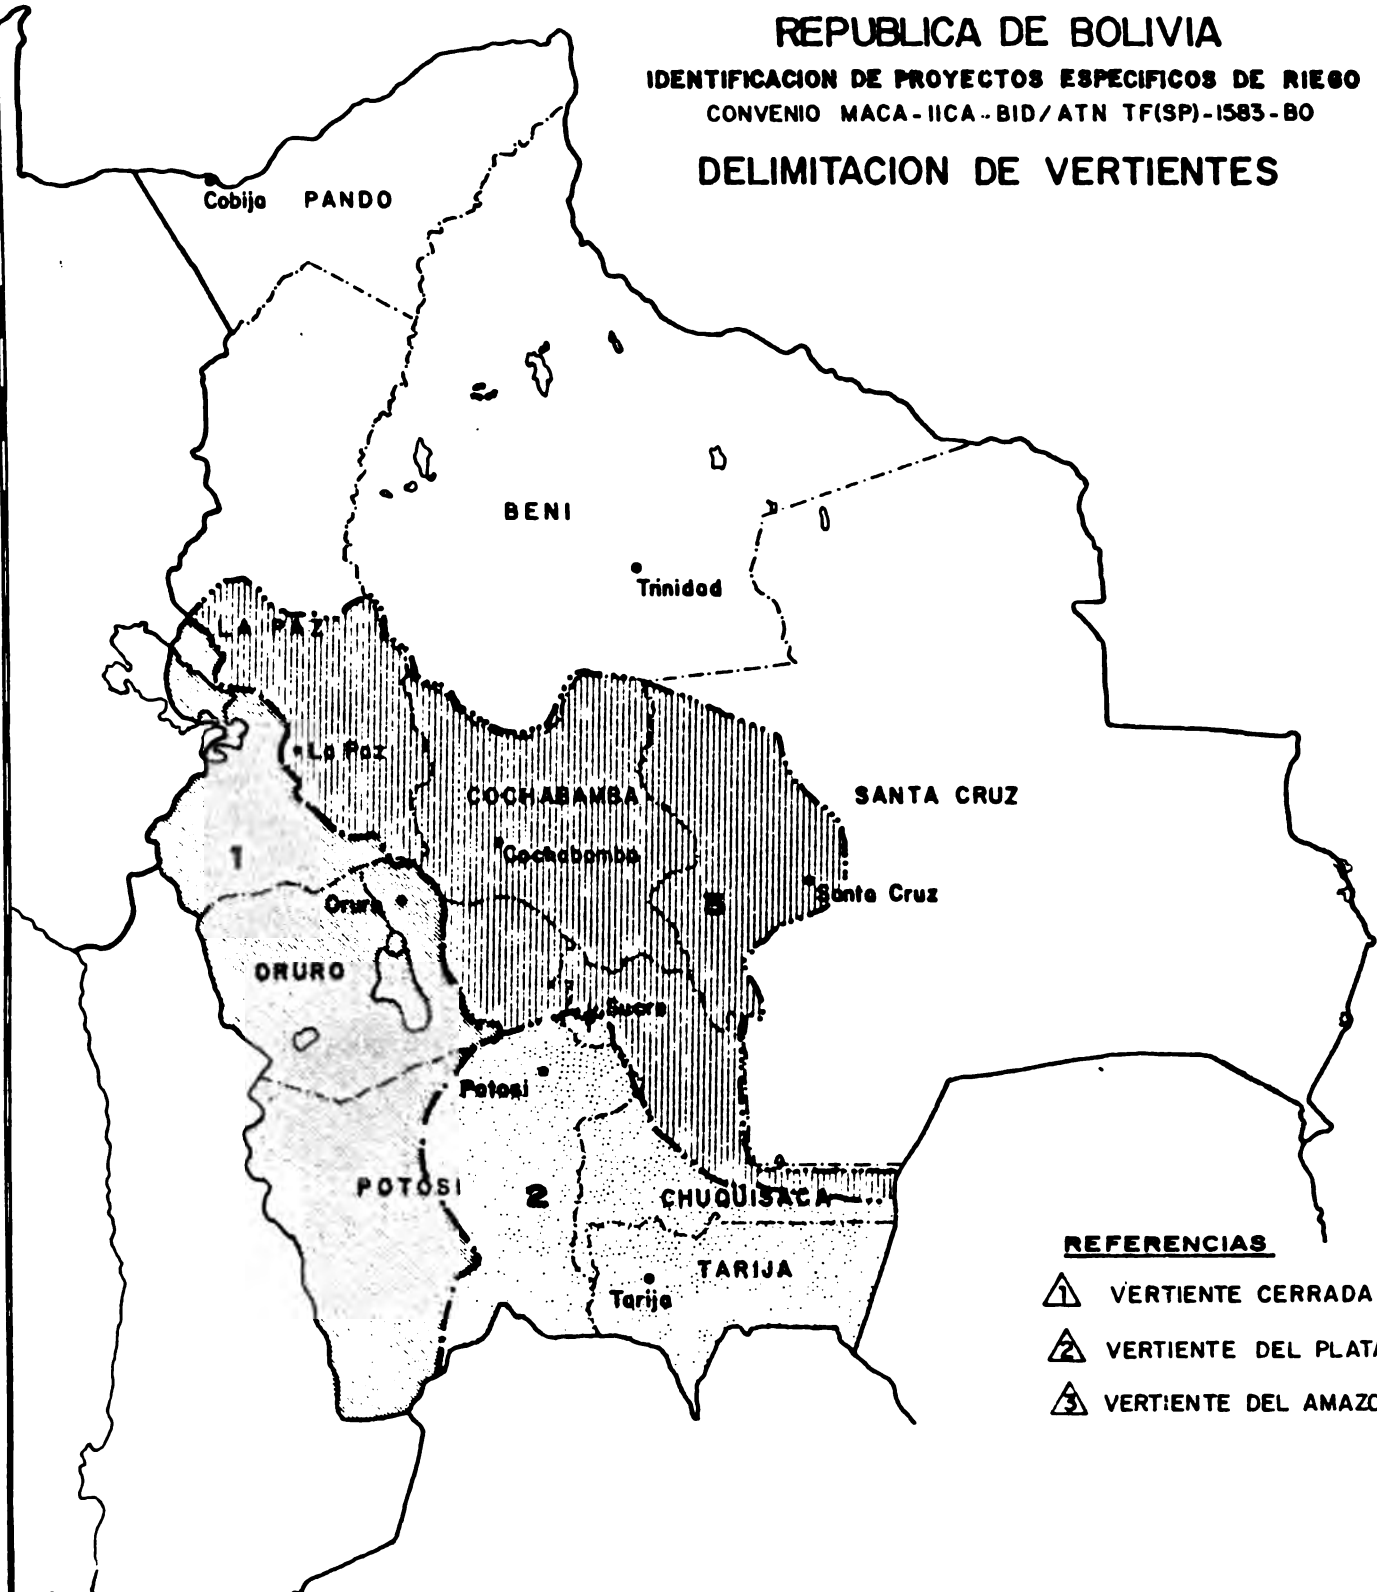 REPUBLICA DE BOLIVIA
IDENTIFICACION DE PROYECTOS ESPECIFICOS DE RIEGO
CONVENIO MACA-IICA-BID/ATN TF(SP)-1583-BO
DELIMITACION DE VERTIENTES
Cobija PANDO
BENI
Trinidad
LA PAZ
La Paz
COCHABAMBA
SANTA CRUZ
1
Cochabamba
Santa Cruz
3
Oruro
ORURO
Sucre
Potosi
POTOSI
2
CHUQUISACA
TARIJA
Tarija
REFERENCIAS
1 VERTIENTE CERRADA
2 VERTIENTE DEL PLATA
3 VERTIENTE DEL AMAZO